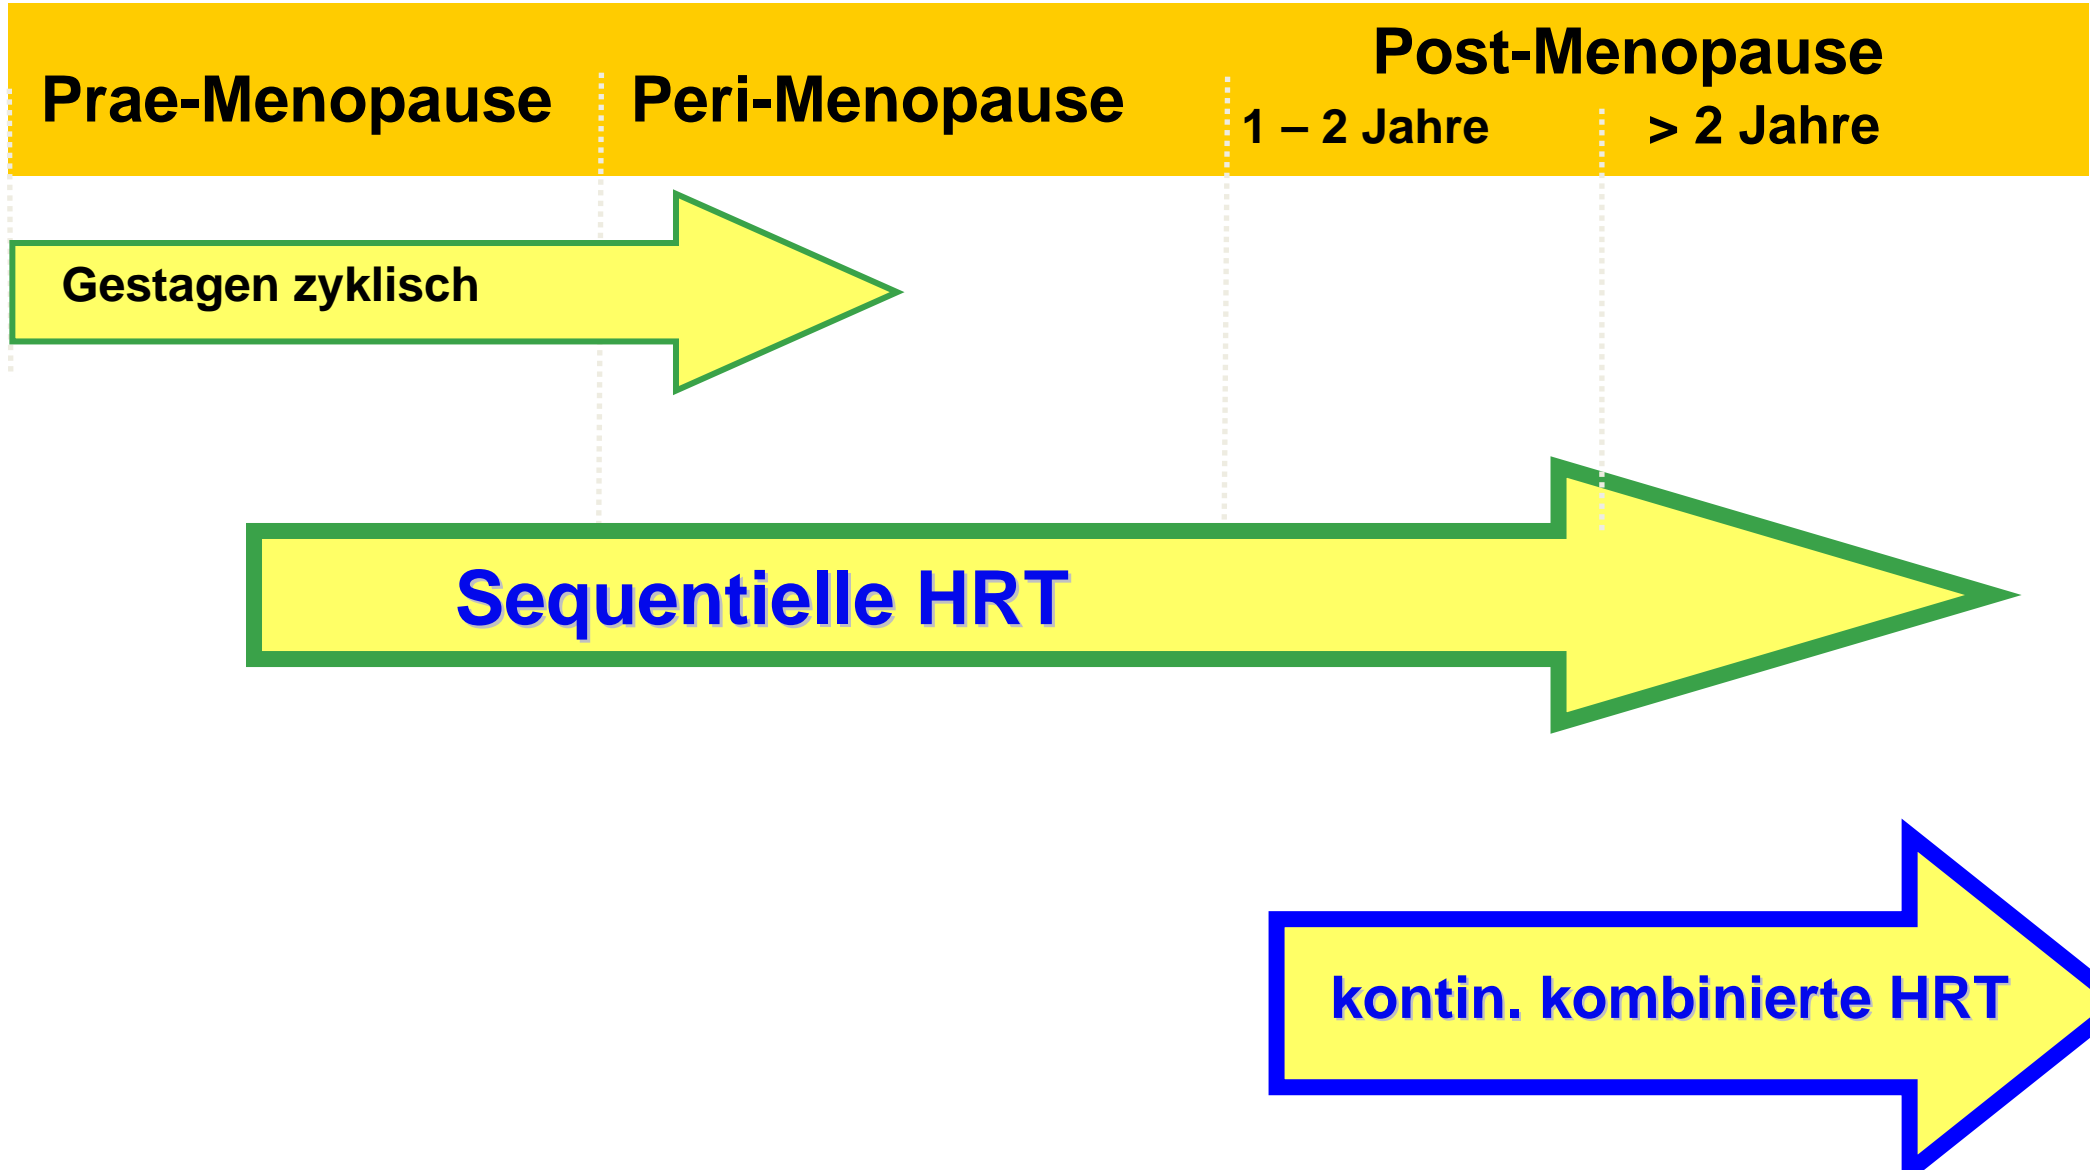 Post-Menopause
Prae-Menopause
Peri-Menopause
1 – 2 Jahre
> 2 Jahre
Gestagen zyklisch
Sequentielle HRT
kontin. kombinierte HRT